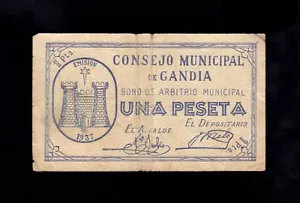 EMISION
1937
CONSEJO MUNICIPAL
DE GANDIA
BONO DE ARBITRIO MUNICIPAL
UNA PESETA
EL ALCALDE
EL DEPOSITARIO